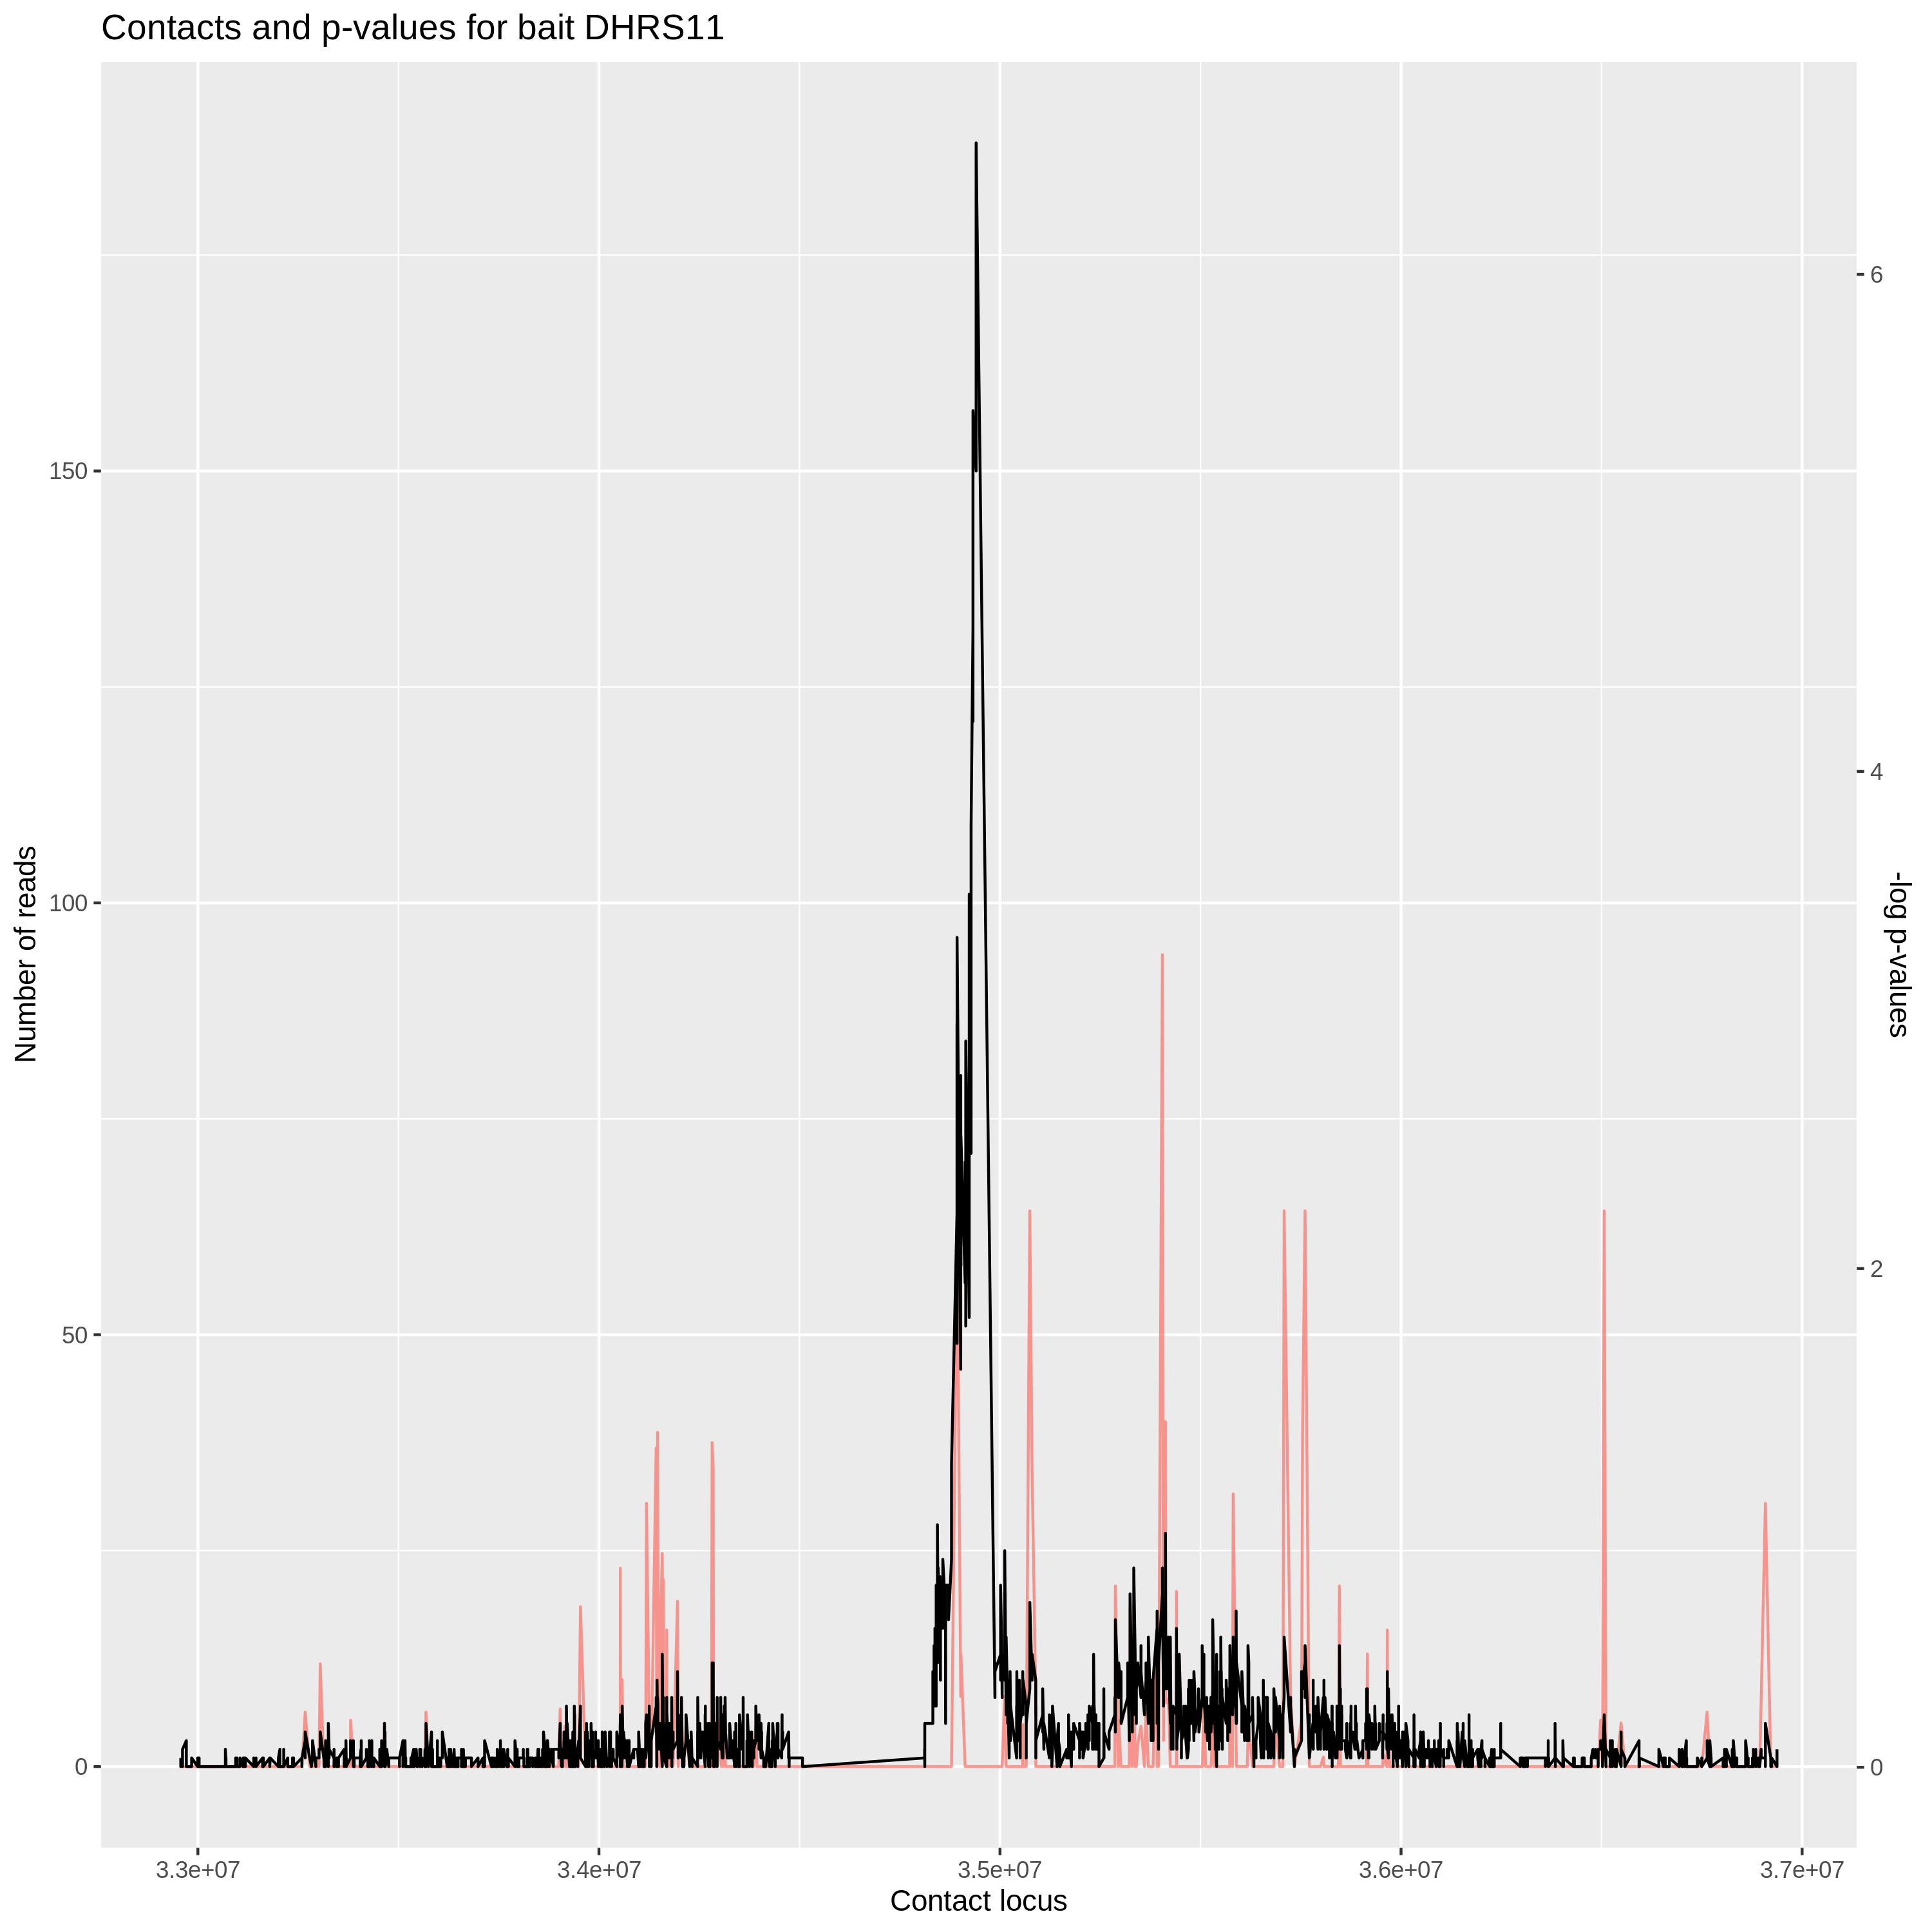 Contacts and p-values for bait DHRS11
Number of reads
150
100
50
0
6
4
2
0
-log p-values
3.3e+07 3.4e+07 3.5e+07 3.6e+07 3.7e+07
Contact locus